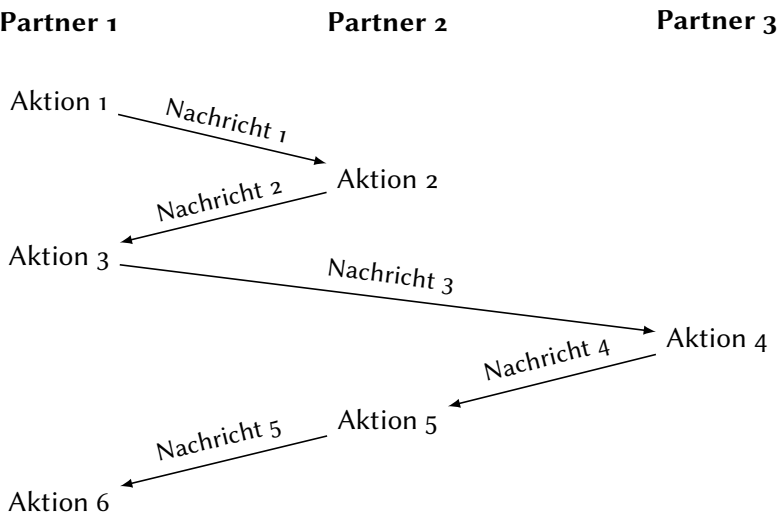 Partner 1
Partner 2
Partner 3
Aktion 1
Nachricht 1
Aktion 2
Nachricht 2
Aktion 3
Nachricht 3
Aktion 4
Nachricht 4
Aktion 5
Nachricht 5
Aktion 6